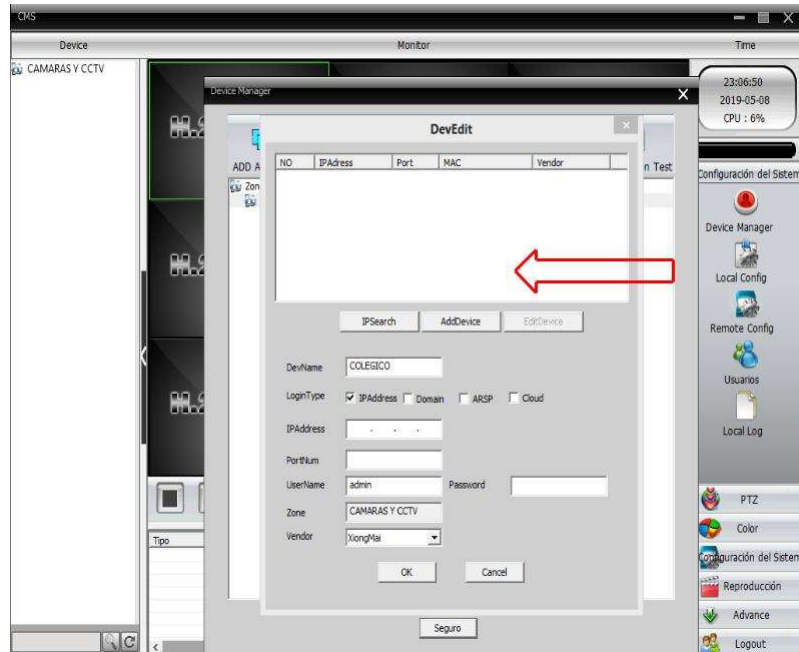 CMS
Device Monitor Time
CAMARAS Y CCTV
23:06:50
2019-05-08
CPU : 6%
Device Manager
DevEdit
ADD A
n Test
NO IPAdress Port MAC Vendor
Zon
IPSearch AddDevice EditDevice
DevName COLEGICO
LoginType IPAddress Domain ARSP Cloud
IPAddress . . .
PortNum
UserName admin Password
Zone CAMARAS Y CCTV
Vendor XiongMai
OK Cancel
Seguro
Tipo
Configuración del Sistem
Device Manager
Local Config
Remote Config
Usuarios
Local Log
PTZ
Color
Configuración del Sistem
Reproducción
Advance
Logout